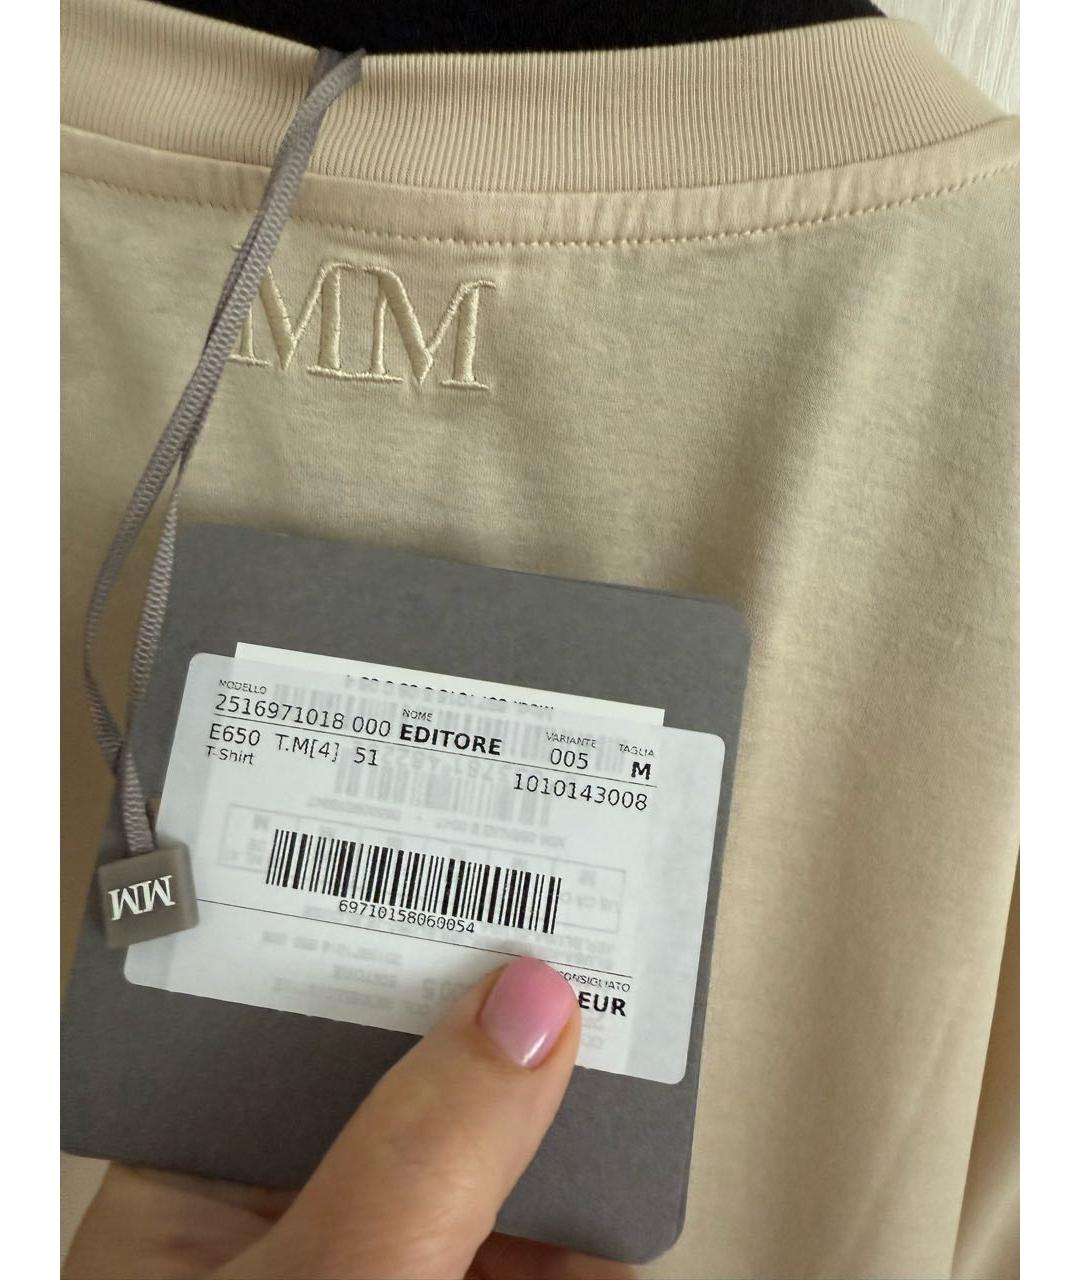 MM
MODELLO NOME VARIANTE TAGLIA
2516971018 000 EDITORE 005 M
E650 T.M[4] 51 1010143008
T-Shirt
69710158060054
CONSIGLIATO
EUR
MM